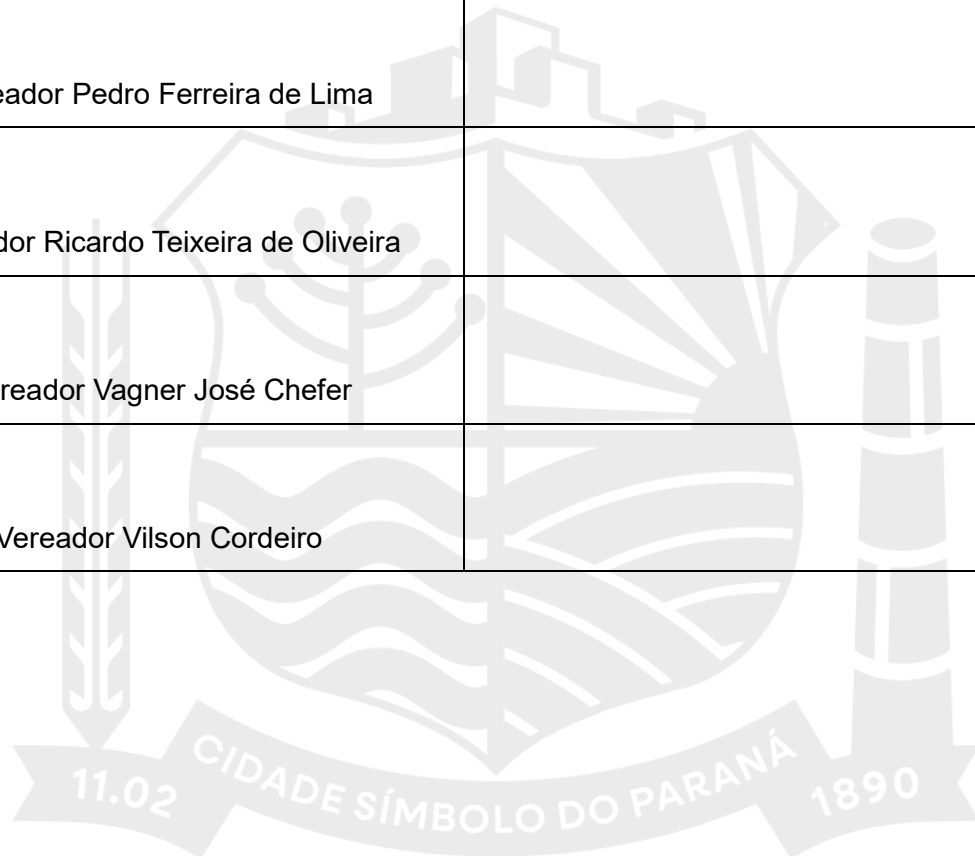 eador Pedro Ferreira de Lima
dor Ricardo Teixeira de Oliveira
reador Vagner José Chefer
Vereador Vilson Cordeiro
CIDADE SÍMBOLO DO PARANÁ
11.02
1890